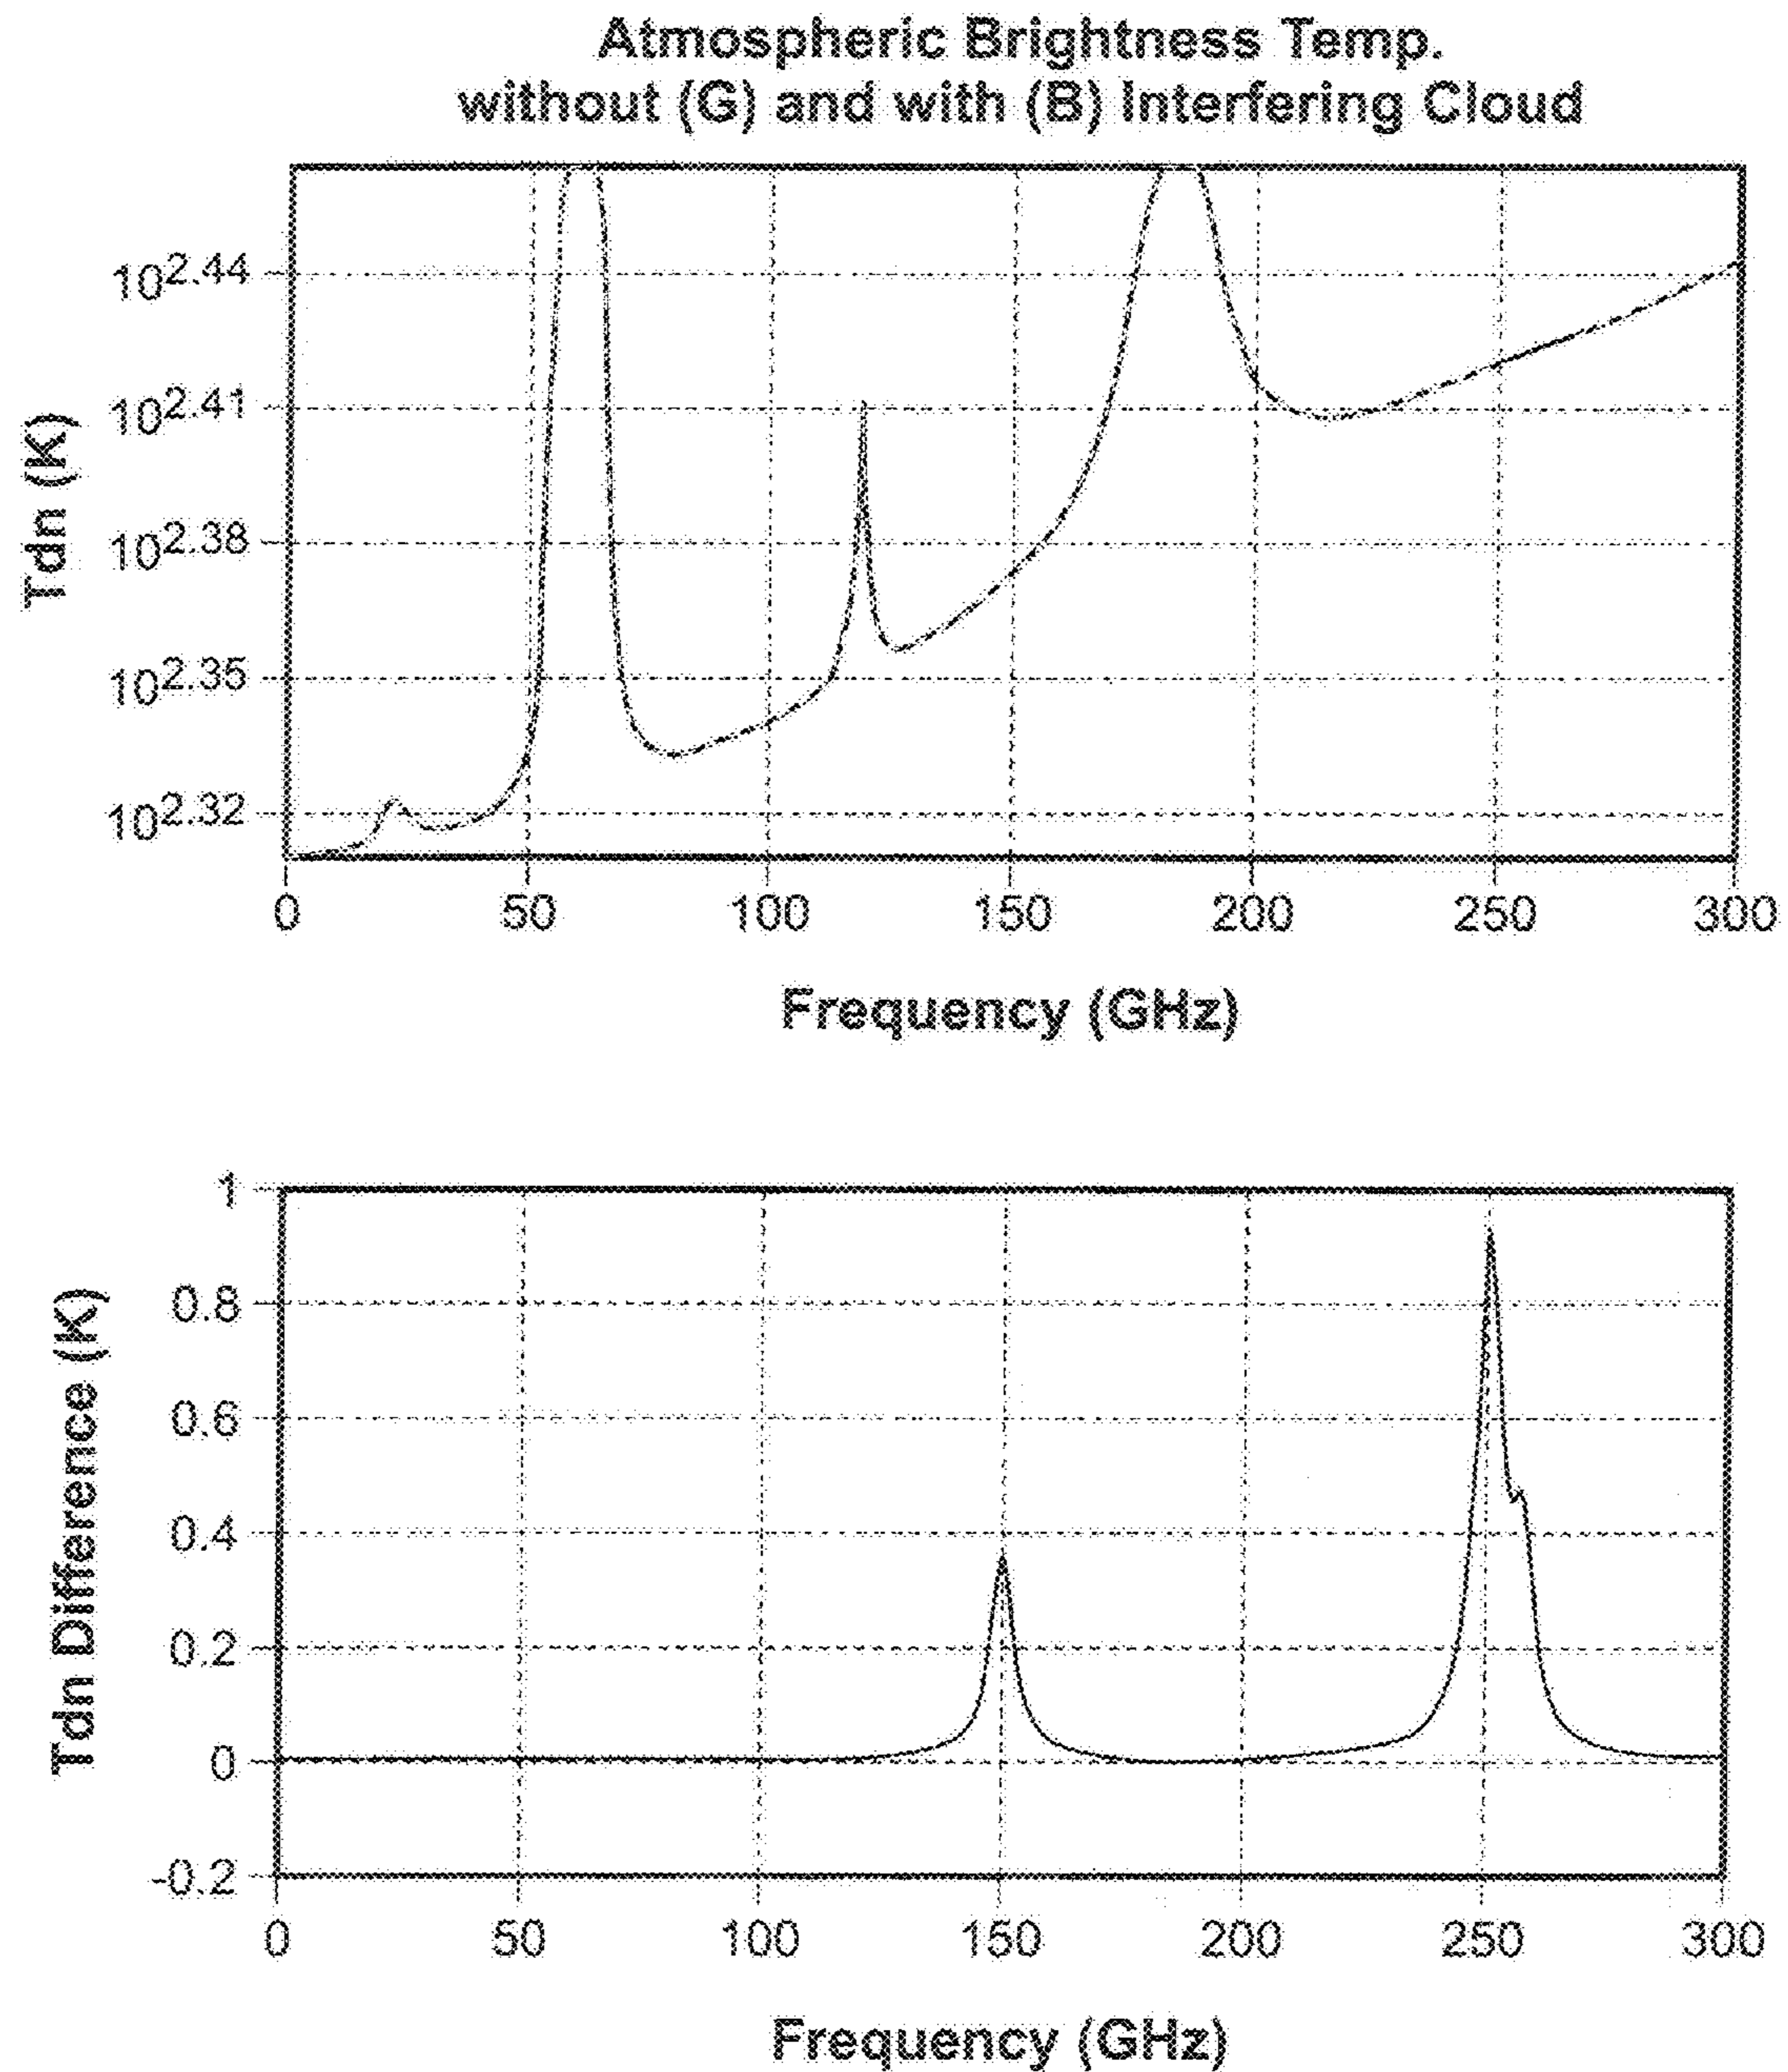 Atmospheric Brightness Temp.
without (G) and with (B) Interfering Cloud
Tdn (K)
10^2.44
10^2.41
10^2.38
10^2.35
10^2.32
0 50 100 150 200 250 300
Frequency (GHz)
Tdn Difference (K)
1
0.8
0.6
0.4
0.2
0
-0.2
0 50 100 150 200 250 300
Frequency (GHz)